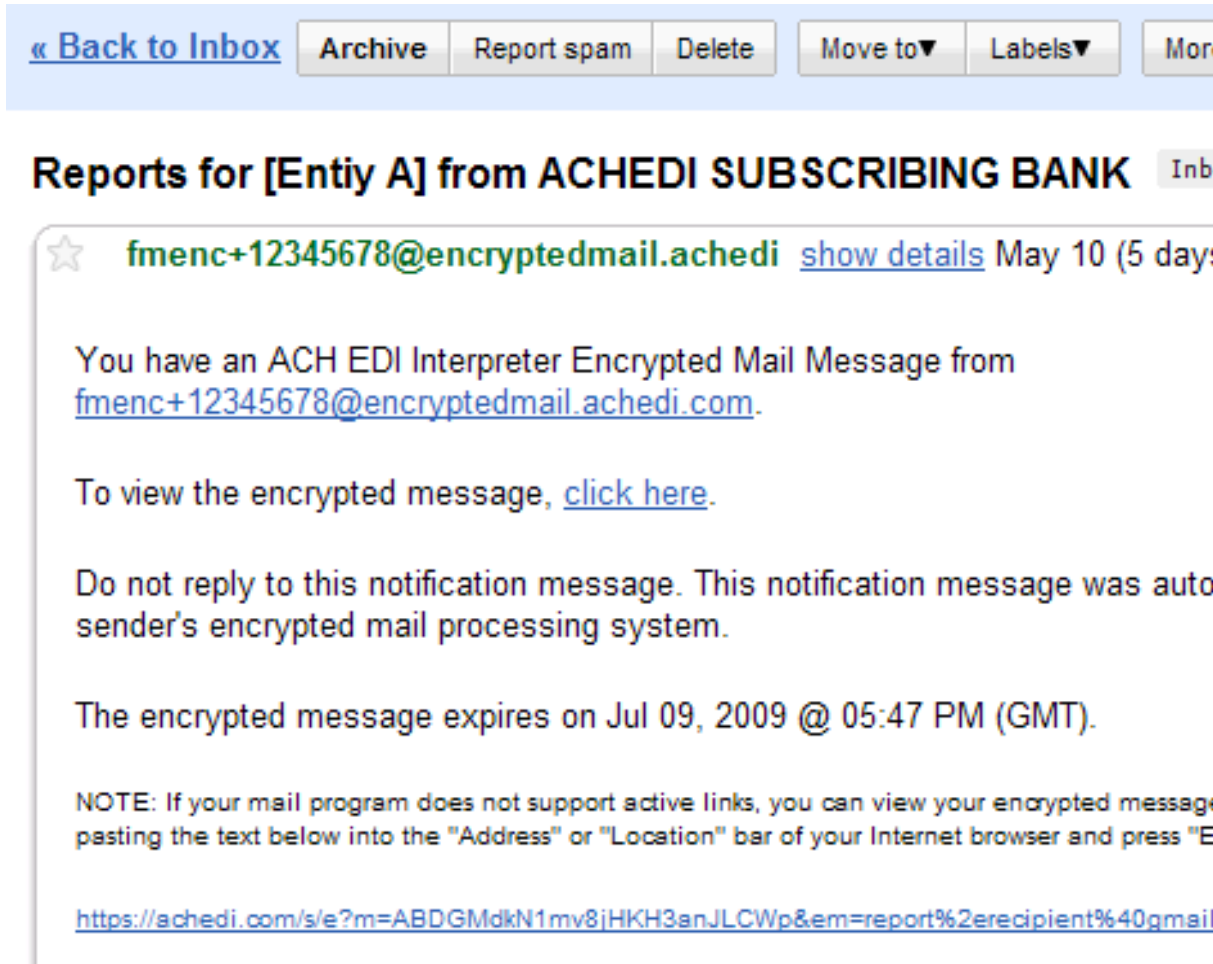 « Back to Inbox Archive Report spam Delete Move to▼ Labels▼ More
Reports for [Entiy A] from ACHEDI SUBSCRIBING BANK Inb
fmenc+12345678@encryptedmail.achedi show details May 10 (5 days
You have an ACH EDI Interpreter Encrypted Mail Message from
fmenc+12345678@encryptedmail.achedi.com.
To view the encrypted message, click here.
Do not reply to this notification message. This notification message was auto
sender's encrypted mail processing system.
The encrypted message expires on Jul 09, 2009 @ 05:47 PM (GMT).
NOTE: If your mail program does not support active links, you can view your encrypted message
pasting the text below into the "Address" or "Location" bar of your Internet browser and press "E
https://achedi.com/s/e?m=ABDGMdkN1mv8jHKH3anJLCWp&em=report%2erecipient%40gmail